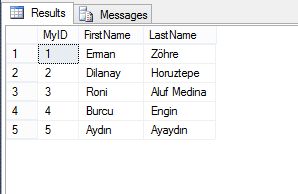 Results Messages
MyID FirstName LastName
1 1 Erman Zöhre
2 2 Dilanay Horuztepe
3 3 Roni Aluf Medina
4 4 Burcu Engin
5 5 Aydın Ayaydın